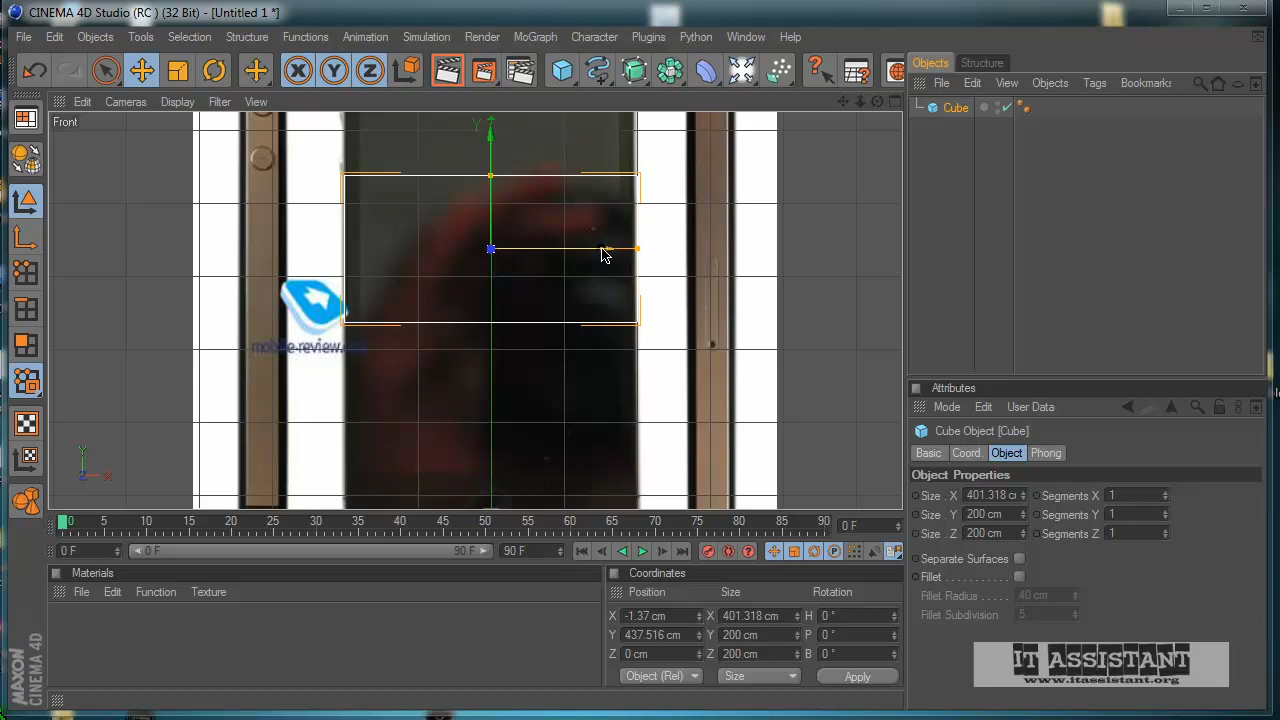 CINEMA 4D Studio (RC ) (32 Bit) - [Untitled 1 *]
File Edit Objects Tools Selection Structure Functions Animation Simulation Render MoGraph Character Plugins Python Window Help
X Y Z
Objects Structure
File Edit View Objects Tags Bookmarks
Cube
Edit Cameras Display Filter View
Front
Y
mobile-review.
Y
Z X
Attributes
Mode Edit User Data
Cube Object [Cube]
Basic Coord. Object Phong
Object Properties
Size . X 401.318 c Segments X 1
Size . Y 200 cm Segments Y 1
Size . Z 200 cm Segments Z 1
Separate Surfaces
Fillet
Fillet Radius . . . . . 40 cm
Fillet Subdivision 5
0 5 10 15 20 25 30 35 40 45 50 55 60 65 70 75 80 85 90 0 F
0 F 0 F 90 F 90 F
P
Materials
File Edit Function Texture
Coordinates
Position Size Rotation
X -1.37 cm X 401.318 cm H 0 °
Y 437.516 cm Y 200 cm P 0 °
Z 0 cm Z 200 cm B 0 °
Object (Rel) Size Apply
MAXON
CINEMA 4D
IT ASSISTANT
www.itassistant.org